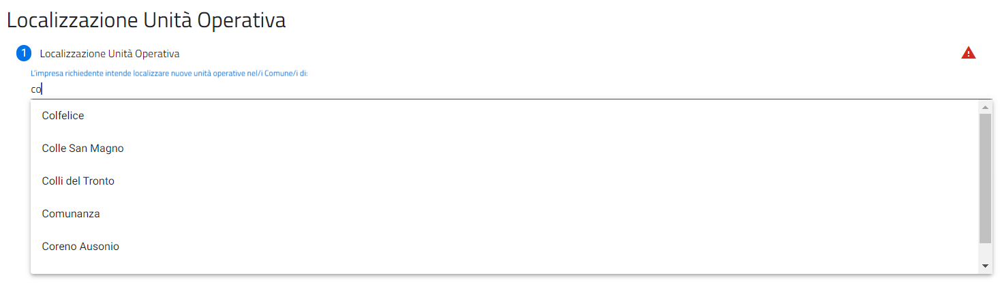 Localizzazione Unità Operativa
1 Localizzazione Unità Operativa
L'impresa richiedente intende localizzare nuove unità operative nel/i Comune/i di:
co
Colfelice
Colle San Magno
Colli del Tronto
Comunanza
Coreno Ausonio